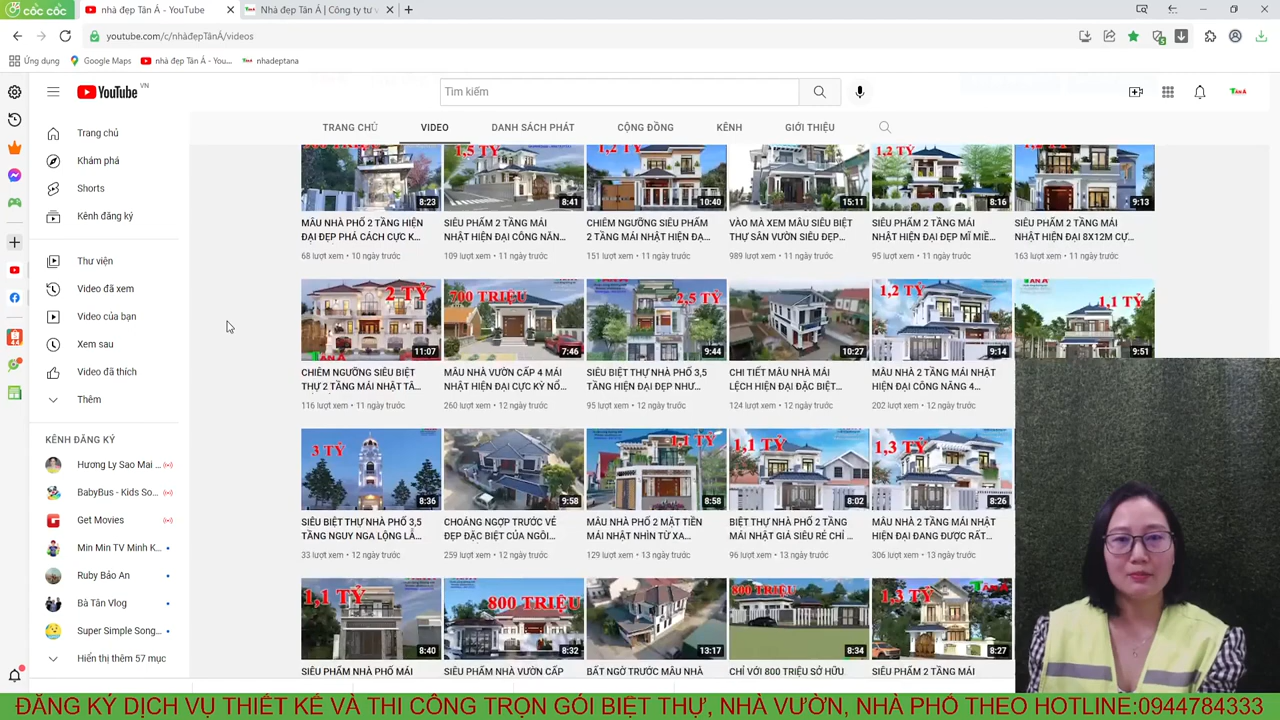 cốc cốc
nhà đẹp Tân Á - YouTube
Nhà đẹp Tân Á | Công ty tư v
youtube.com/c/nhàđẹpTânÁ/videos
Ứng dụng
Google Maps
nhà đẹp Tân Á - You...
nhadeptana
YouTube VN
Tìm kiếm
TRANG CHỦ
VIDEO
DANH SÁCH PHÁT
CỘNG ĐỒNG
KÊNH
GIỚI THIỆU
Trang chủ
Khám phá
Shorts
Kênh đăng ký
Thư viện
Video đã xem
Video của bạn
Xem sau
Video đã thích
Thêm
KÊNH ĐĂNG KÝ
Hương Ly Sao Mai ...
BabyBus - Kids So...
Get Movies
Min Min TV Minh K...
Ruby Bảo An
Bà Tân Vlog
Super Simple Song...
Hiển thị thêm 57 mục
8:23
1,5 TỶ
8:41
1,2 TỶ
10:40
15:11
1,2 TỶ
8:16
9:13
MẪU NHÀ PHỐ 2 TẦNG HIỆN
ĐẠI ĐẸP PHÁ CÁCH CỰC K...
68 lượt xem • 10 ngày trước
SIÊU PHẨM 2 TẦNG MÁI
NHẬT HIỆN ĐẠI CÔNG NĂN...
109 lượt xem • 11 ngày trước
CHIÊM NGƯỠNG SIÊU PHẨM
2 TẦNG MÁI NHẬT HIỆN ĐẠ...
151 lượt xem • 11 ngày trước
VÀO MÀ XEM MẪU SIÊU BIỆT
THỰ SÂN VƯỜN SIÊU ĐẸP...
989 lượt xem • 11 ngày trước
SIÊU PHẨM 2 TẦNG MÁI
NHẬT HIỆN ĐẠI ĐẸP MĨ MIỀ...
95 lượt xem • 11 ngày trước
SIÊU PHẨM 2 TẦNG MÁI
NHẬT HIỆN ĐẠI 8X12M CỰ...
163 lượt xem • 11 ngày trước
2 TỶ
11:07
700 TRIỆU
7:46
2,5 TỶ
9:44
10:27
1,2 TỶ
9:14
1,1 TỶ
9:51
CHIÊM NGƯỠNG SIÊU BIỆT
THỰ 2 TẦNG MÁI NHẬT TÂ...
116 lượt xem • 11 ngày trước
MẪU NHÀ VƯỜN CẤP 4 MÁI
NHẬT HIỆN ĐẠI CỰC KỲ NỔ...
260 lượt xem • 12 ngày trước
SIÊU BIỆT THỰ NHÀ PHỐ 3,5
TẦNG HIỆN ĐẠI ĐẸP NHƯ...
95 lượt xem • 12 ngày trước
CHI TIẾT MẪU NHÀ MÁI
LỆCH HIỆN ĐẠI ĐẶC BIỆT...
124 lượt xem • 12 ngày trước
MẪU NHÀ 2 TẦNG MÁI NHẬT
HIỆN ĐẠI CÔNG NĂNG 4...
202 lượt xem • 12 ngày trước
3 TỶ
8:36
9:58
1,1 TỶ
8:58
1,1 TỶ
8:02
1,3 TỶ
8:26
SIÊU BIỆT THỰ NHÀ PHỐ 3,5
TẦNG NGUY NGA LỘNG LẪ...
33 lượt xem • 12 ngày trước
CHOÁNG NGỢP TRƯỚC VẺ
ĐẸP ĐẶC BIỆT CỦA NGÔI...
259 lượt xem • 12 ngày trước
MẪU NHÀ PHỐ 2 MẶT TIỀN
MÁI NHẬT NHÌN TỪ XA...
129 lượt xem • 13 ngày trước
BIỆT THỰ NHÀ PHỐ 2 TẦNG
MÁI NHẬT GIÁ SIÊU RẺ CHỈ ...
96 lượt xem • 13 ngày trước
MẪU NHÀ 2 TẦNG MÁI NHẬT
HIỆN ĐẠI ĐANG ĐƯỢC RẤT...
306 lượt xem • 13 ngày trước
1,1 TỶ
8:40
800 TRIỆU
8:32
13:17
800 TRIỆU
8:34
1,3 TỶ
8:27
SIÊU PHẨM NHÀ PHỐ MÁI
SIÊU PHẨM NHÀ VƯỜN CẤP
BẤT NGỜ TRƯỚC MẪU NHÀ
CHỈ VỚI 800 TRIỆU SỞ HỮU
SIÊU PHẨM 2 TẦNG MÁI
ĐĂNG KÝ DỊCH VỤ THIẾT KẾ VÀ THI CÔNG TRỌN GÓI BIỆT THỰ, NHÀ VƯỜN, NHÀ PHỐ THEO HOTLINE:0944784333